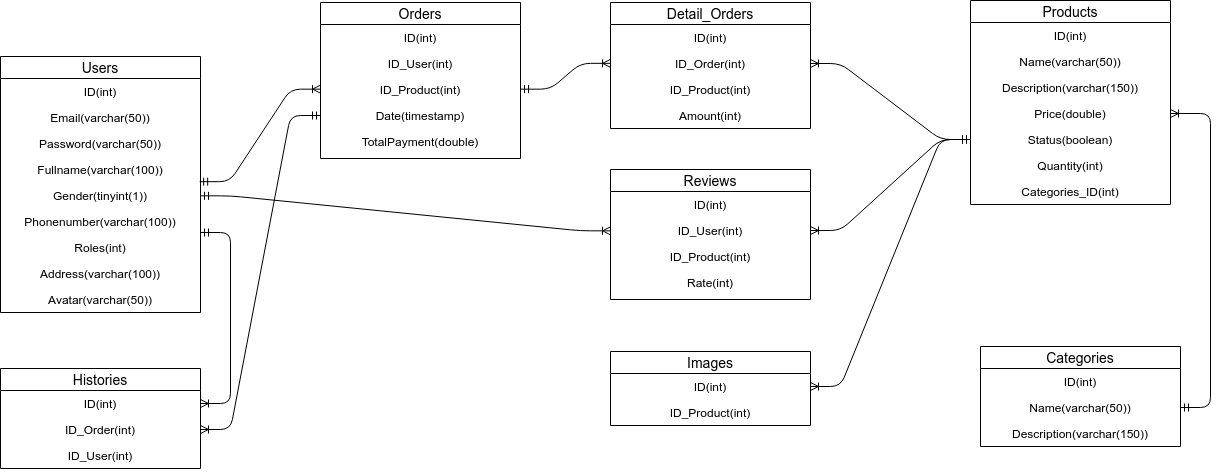 Users
ID(int)
Email(varchar(50))
Password(varchar(50))
Fullname(varchar(100))
Gender(tinyint(1))
Phonenumber(varchar(100))
Roles(int)
Address(varchar(100))
Avatar(varchar(50))
Histories
ID(int)
ID_Order(int)
ID_User(int)
Orders
ID(int)
ID_User(int)
ID_Product(int)
Date(timestamp)
TotalPayment(double)
Detail_Orders
ID(int)
ID_Order(int)
ID_Product(int)
Amount(int)
Reviews
ID(int)
ID_User(int)
ID_Product(int)
Rate(int)
Images
ID(int)
ID_Product(int)
Products
ID(int)
Name(varchar(50))
Description(varchar(150))
Price(double)
Status(boolean)
Quantity(int)
Categories_ID(int)
Categories
ID(int)
Name(varchar(50))
Description(varchar(150))